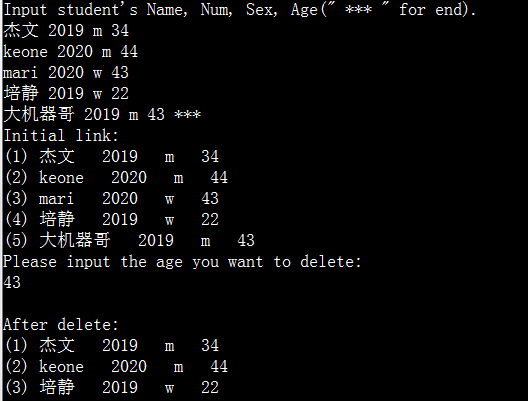 Input student's Name, Num, Sex, Age(" *** " for end).
杰文 2019 m 34
keone 2020 m 44
mari 2020 w 43
培静 2019 w 22
大机器哥 2019 m 43 ***
Initial link:
(1) 杰文   2019   m   34
(2) keone   2020   m   44
(3) mari   2020   w   43
(4) 培静   2019   w   22
(5) 大机器哥   2019   m   43
Please input the age you want to delete:
43
After delete:
(1) 杰文   2019   m   34
(2) keone   2020   m   44
(3) 培静   2019   w   22